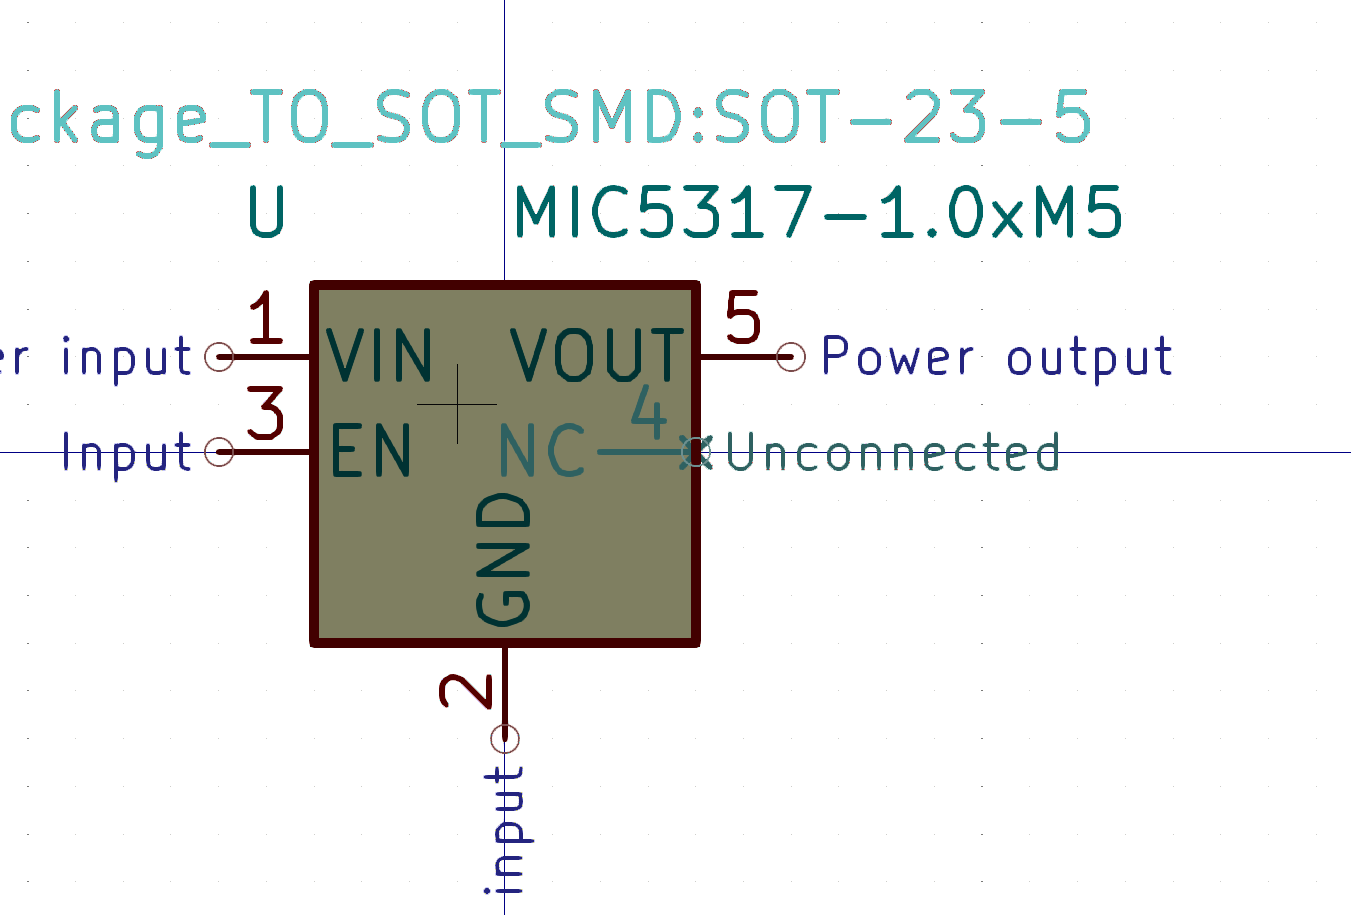 ckage_TO_SOT_SMD:SOT-23-5
U MIC5317-1.0xM5
er input 1 VIN VOUT 5 Power output
Input 3 EN NC 4 Unconnected
GND
2
input